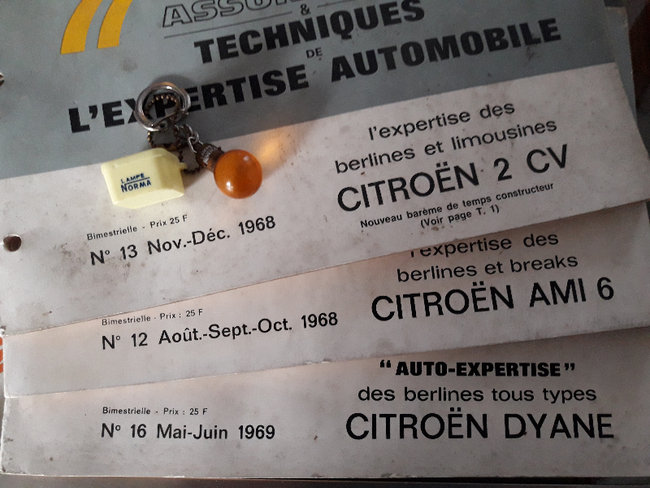 &
TECHNIQUES
DE
L'EXPERTISE AUTOMOBILE
LAMPE
NORMA
l'expertise des
berlines et limousines
CITROËN 2 CV
Nouveau barème de temps constructeur
(Voir page T. 1)
Bimestrielle - Prix 25 F
N° 13 Nov.-Déc. 1968
l'expertise des
berlines et breaks
CITROËN AMI 6
Bimestrielle - Prix : 25 F
N° 12 Août.-Sept.-Oct. 1968
"AUTO-EXPERTISE"
des berlines tous types
CITROËN DYANE
Bimestrielle - Prix : 25 F
N° 16 Mai-Juin 1969